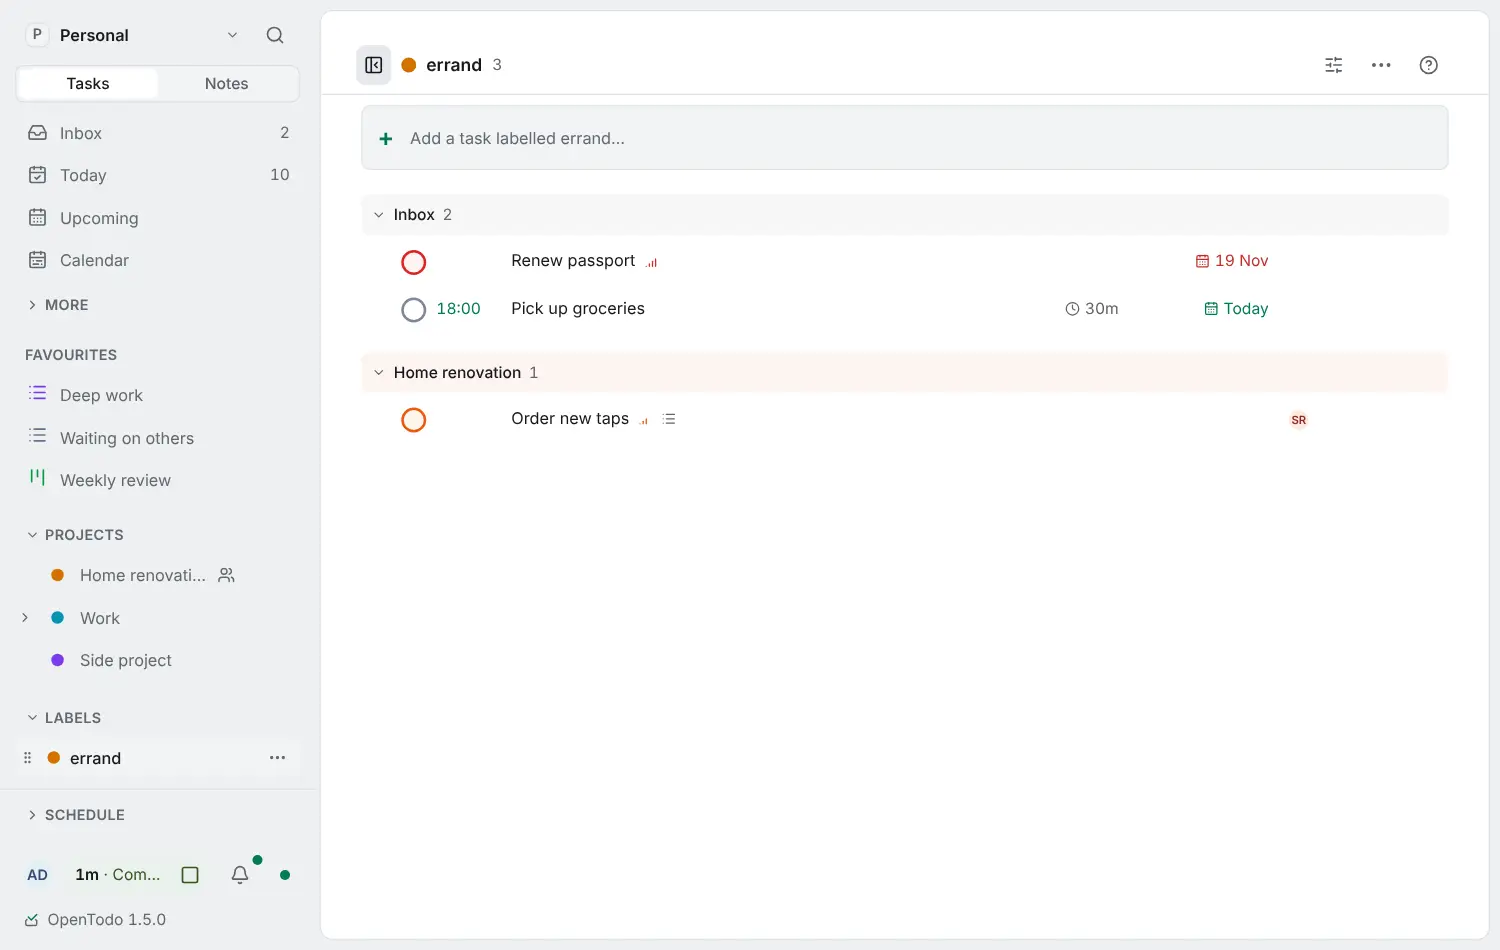 P Personal
Tasks Notes
Inbox 2
Today 10
Upcoming
Calendar
MORE
FAVOURITES
Deep work
Waiting on others
Weekly review
PROJECTS
Home renovati...
Work
Side project
LABELS
errand
SCHEDULE
AD 1m · Com...
OpenTodo 1.5.0
errand 3
Add a task labelled errand...
Inbox 2
Renew passport 19 Nov
18:00 Pick up groceries 30m Today
Home renovation 1
Order new taps SR